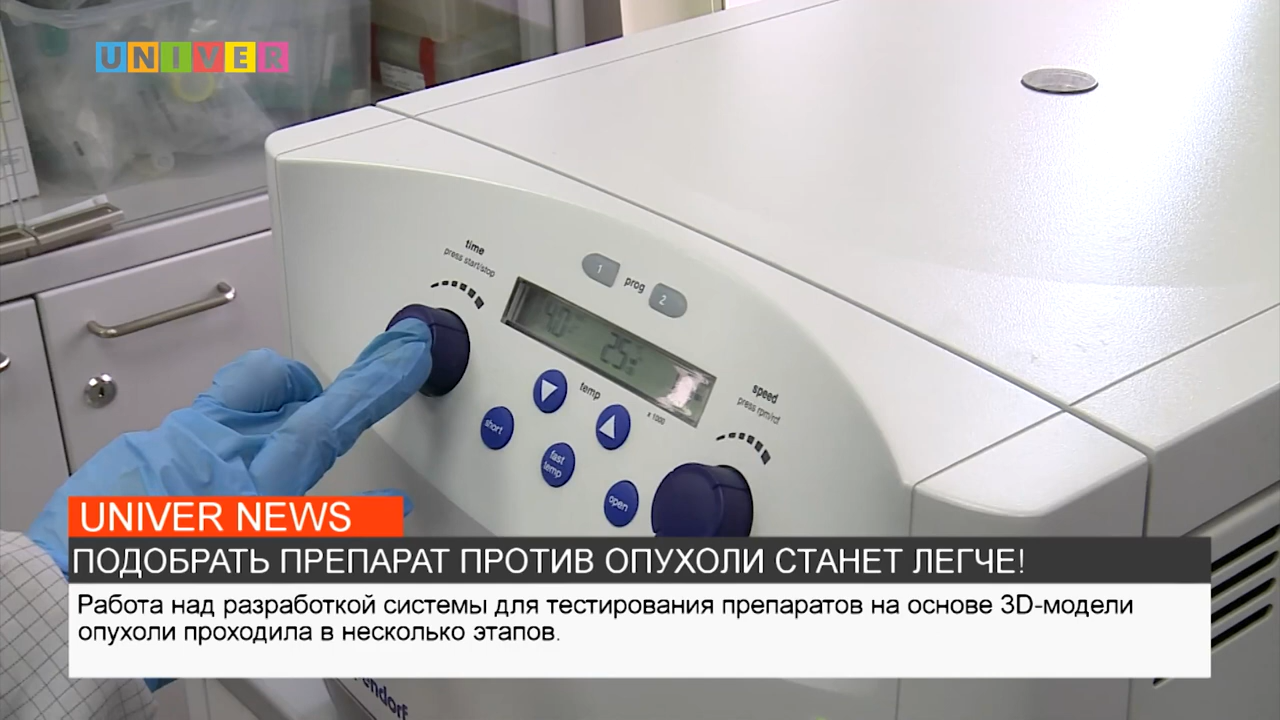 UNIVER
time
press start/stop
1
prog
2
25
temp
speed
press rpm/rcf
x 1000
short
fast
temp
open
UNIVER NEWS
ПОДОБРАТЬ ПРЕПАРАТ ПРОТИВ ОПУХОЛИ СТАНЕТ ЛЕГЧЕ!
Работа над разработкой системы для тестирования препаратов на основе 3D-модели
опухоли проходила в несколько этапов.